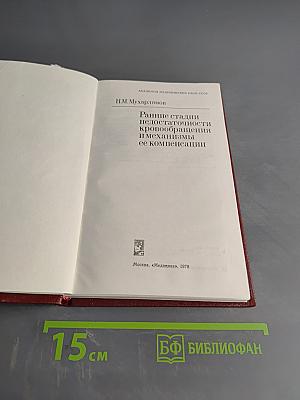 АКАДЕМИЯ МЕДИЦИНСКИХ НАУК СССР
Н.М. Мухарлямов
Ранние стадии
недостаточности
кровообращения
и механизмы
ее компенсации
Москва. «Медицина», 1978
15 см
БФ БИБЛИОФАН